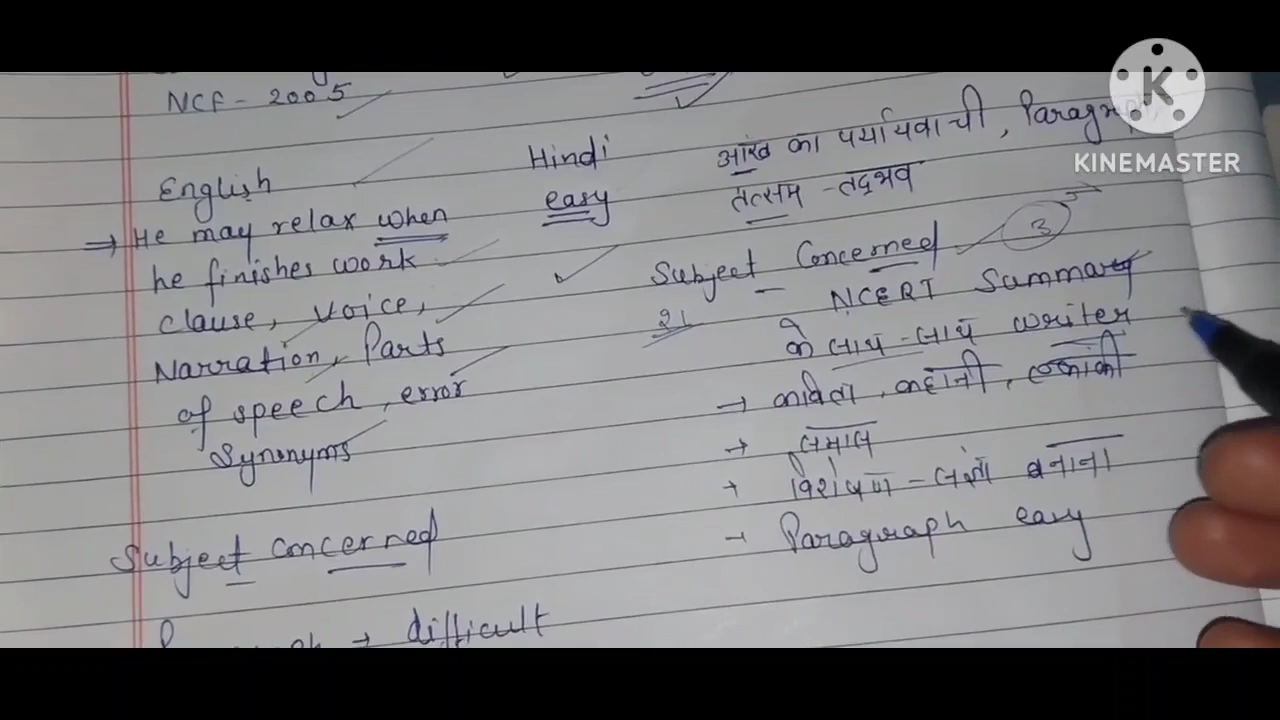 NCF - 2005
English
⇒ He may relax when
he finishes work
clause, voice,
Narration, Parts
of speech, error
Synonyms
Subject concerned
→ difficult
Hindi
easy
आंख का पर्यायवाची, Paragraph
तत्सम - तद्भव
Subject Concerned 3
21
NCERT Summary
के साथ-साथ writer
→ कविता, कहानी, एकांकी
→ समास
→ विशेषण - संज्ञा बनाना
→ Paragraph easy
K
KINEMASTER